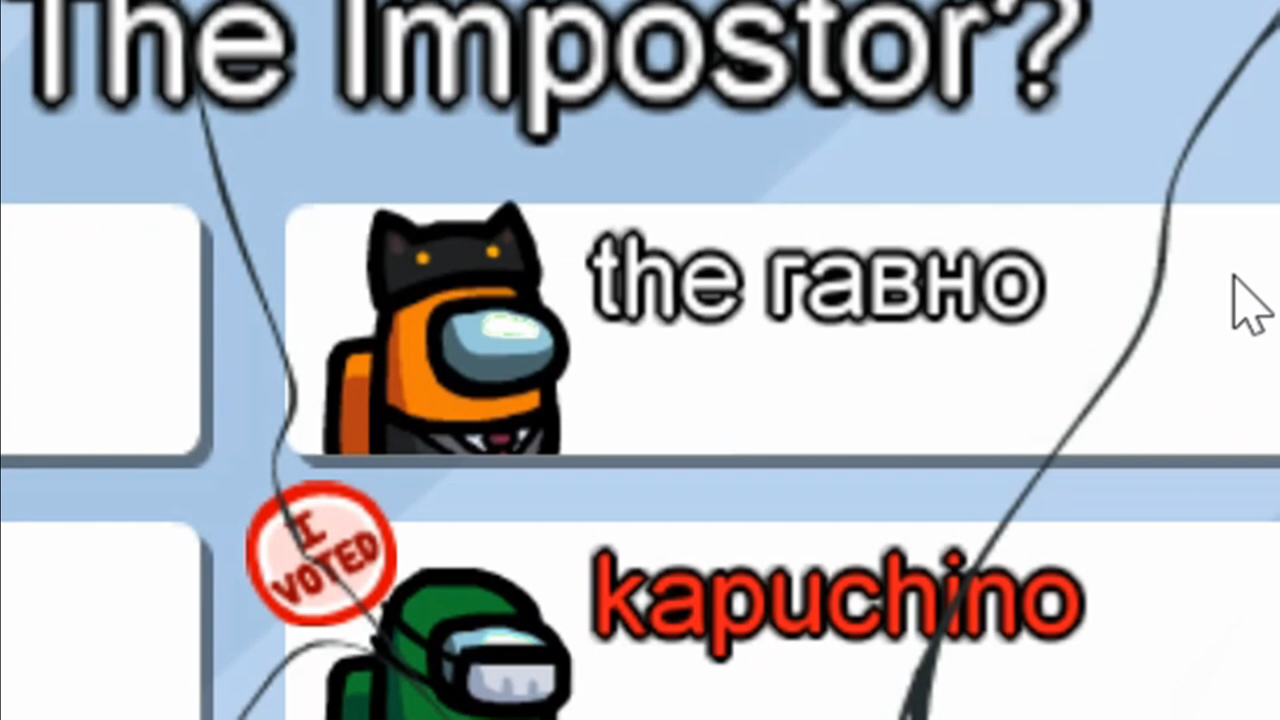 The Impostor?
the гавно
I
VOTED
kapuchino